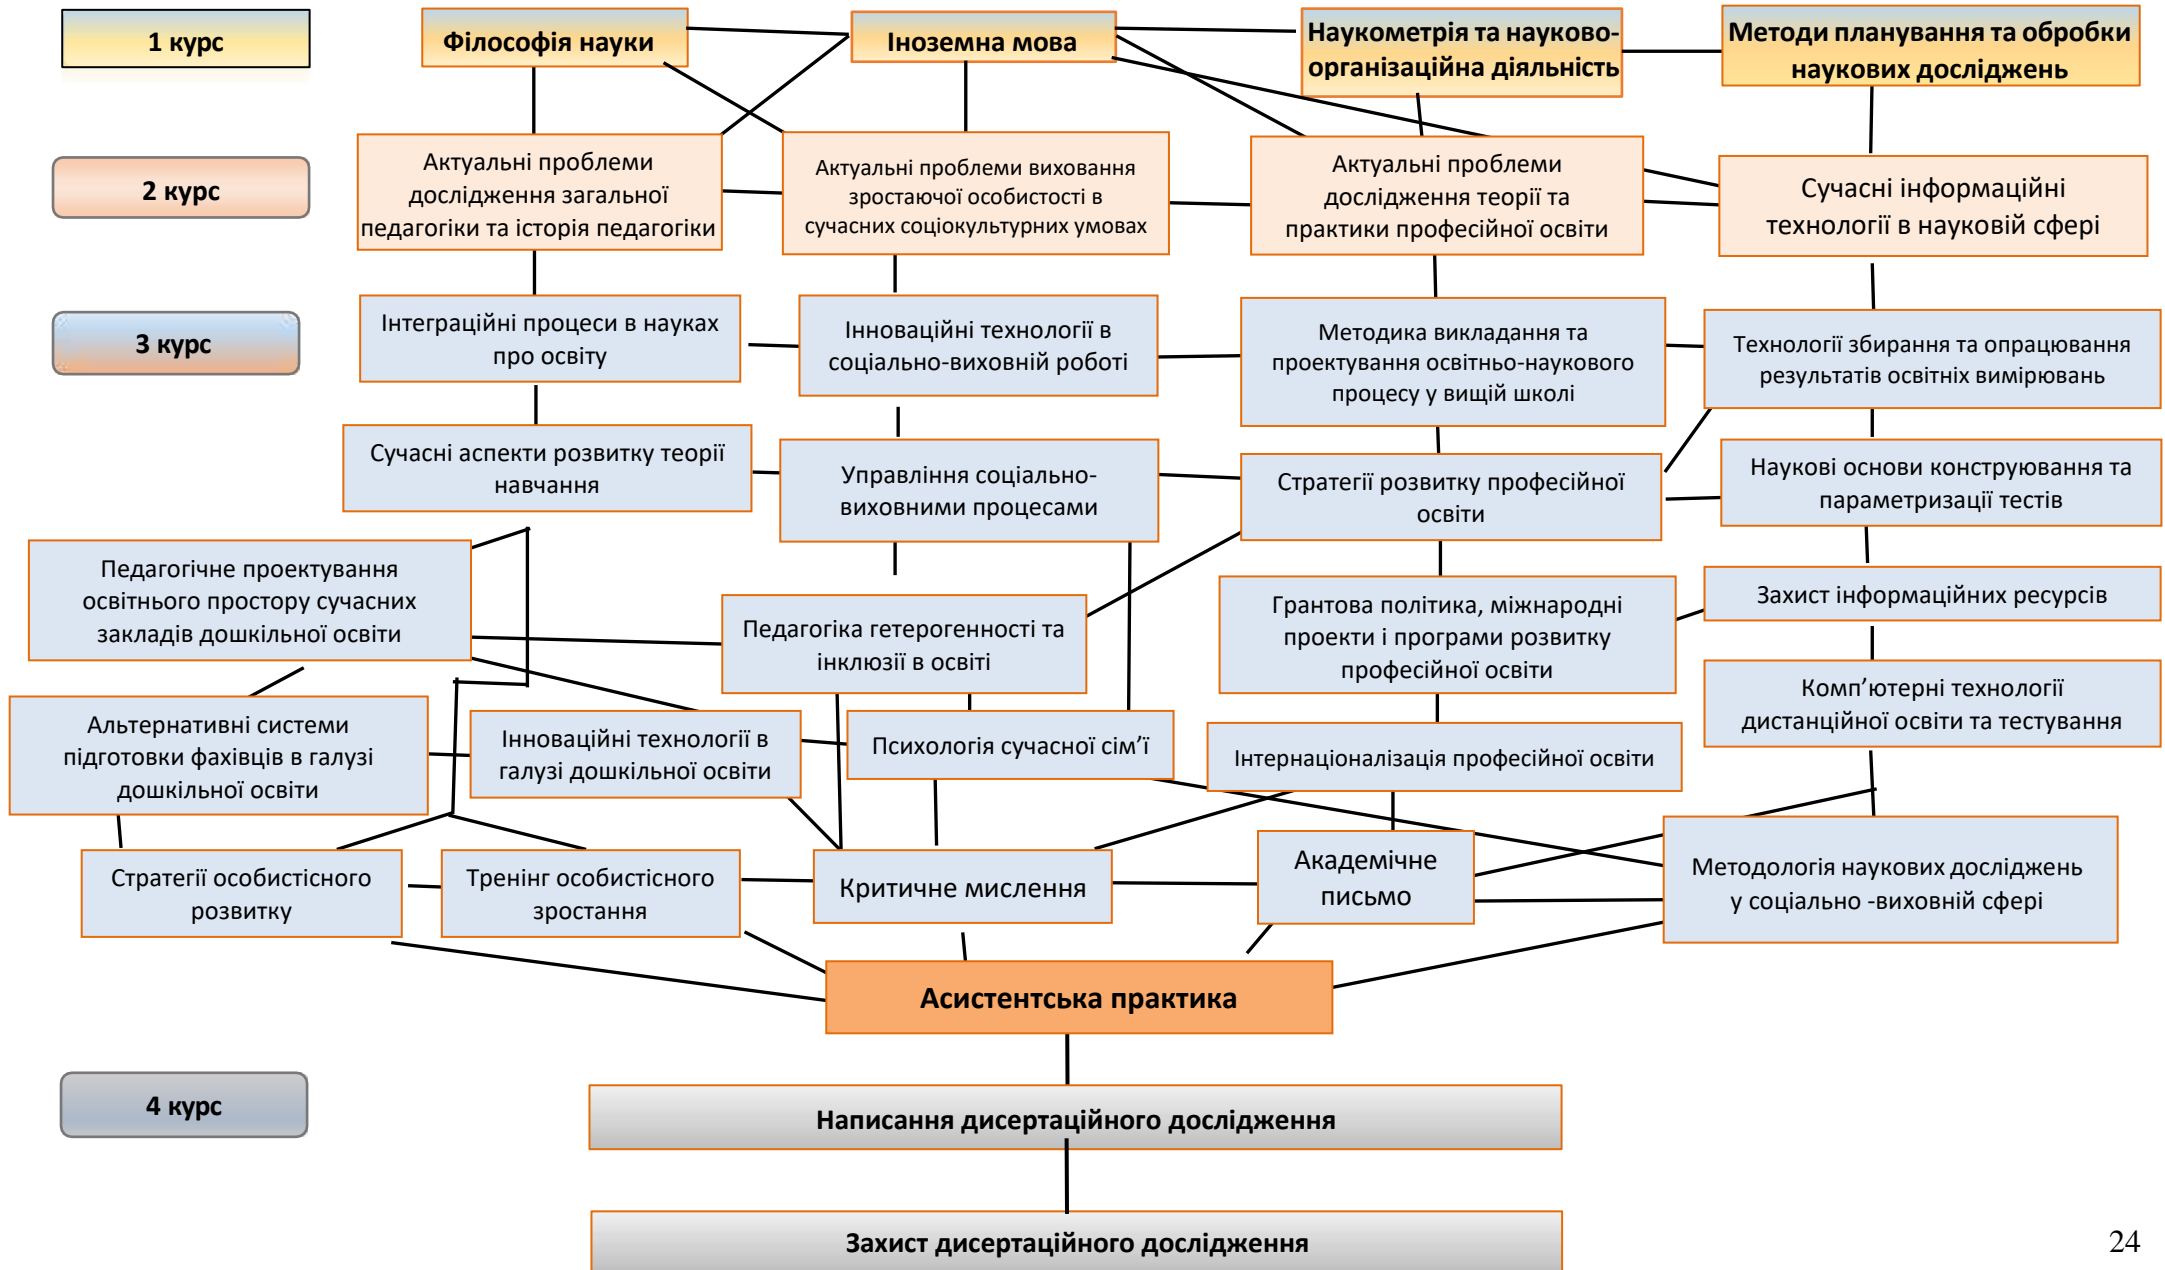 1 курс
Філософія науки
Іноземна мова
Наукометрія та науково-
організаційна діяльність
Методи планування та обробки
наукових досліджень
2 курс
Актуальні проблеми
дослідження загальної
педагогіки та історія педагогіки
Актуальні проблеми виховання
зростаючої особистості в
сучасних соціокультурних умовах
Актуальні проблеми
дослідження теорії та
практики професійної освіти
Сучасні інформаційні
технології в науковій сфері
3 курс
Інтеграційні процеси в науках
про освіту
Інноваційні технології в
соціально-виховній роботі
Методика викладання та
проектування освітньо-наукового
процесу у вищій школі
Технології збирання та опрацювання
результатів освітніх вимірювань
Сучасні аспекти розвитку теорії
навчання
Управління соціально-
виховними процесами
Стратегії розвитку професійної
освіти
Наукові основи конструювання та
параметризації тестів
Педагогічне проектування
освітнього простору сучасних
закладів дошкільної освіти
Педагогіка гетерогенності та
інклюзії в освіті
Грантова політика, міжнародні
проекти і програми розвитку
професійної освіти
Захист інформаційних ресурсів
Комп’ютерні технології
дистанційної освіти та тестування
Альтернативні системи
підготовки фахівців в галузі
дошкільної освіти
Інноваційні технології в
галузі дошкільної освіти
Психологія сучасної сім’ї
Інтернаціоналізація професійної освіти
Стратегії особистісного
розвитку
Тренінг особистісного
зростання
Критичне мислення
Академічне
письмо
Методологія наукових досліджень
у соціально -виховній сфері
Асистентська практика
4 курс
Написання дисертаційного дослідження
Захист дисертаційного дослідження
24